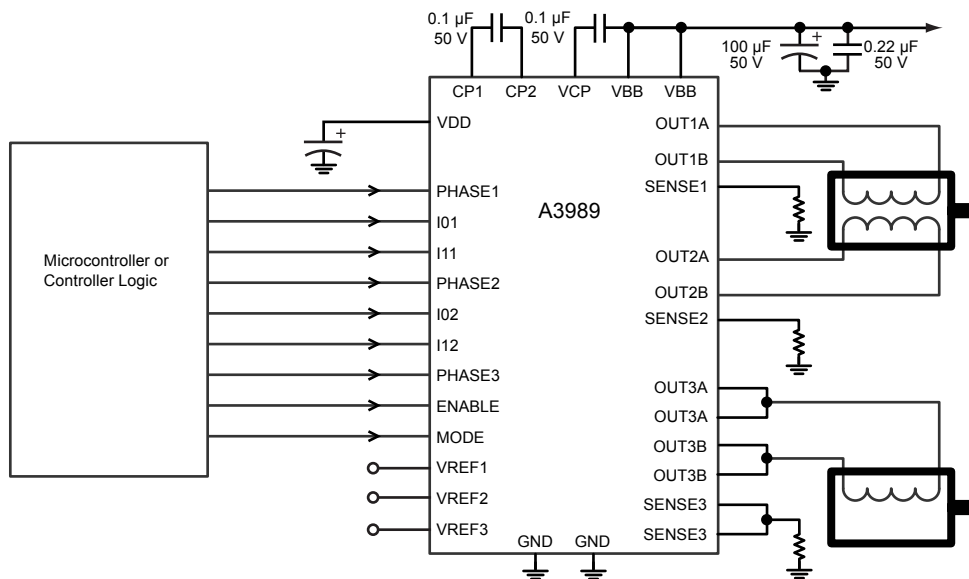 0.1 µF
50 V
0.1 µF
50 V
100 µF
50 V
+
0.22 µF
50 V
CP1
CP2
VCP
VBB
VBB
+
VDD
PHASE1
I01
I11
PHASE2
I02
I12
PHASE3
ENABLE
MODE
VREF1
VREF2
VREF3
Microcontroller or
Controller Logic
A3989
OUT1A
OUT1B
SENSE1
OUT2A
OUT2B
SENSE2
OUT3A
OUT3A
OUT3B
OUT3B
SENSE3
SENSE3
GND
GND